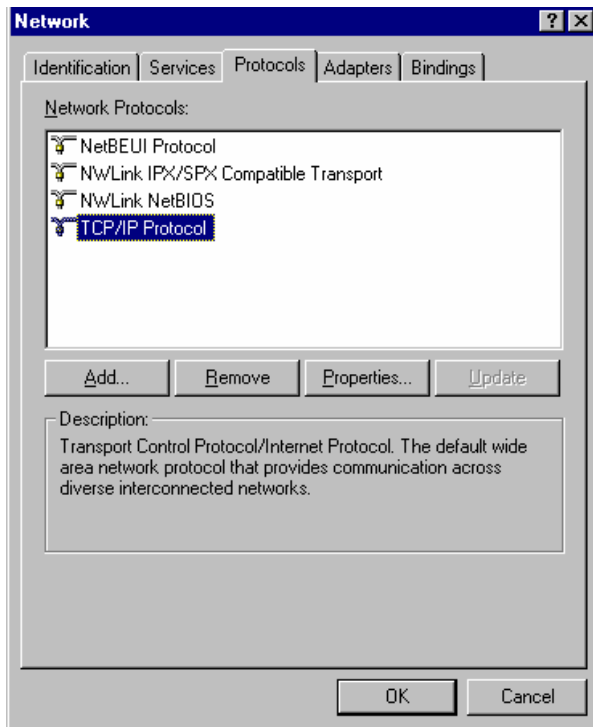 Network
Identification Services Protocols Adapters Bindings
Network Protocols:
NetBEUI Protocol
NWLink IPX/SPX Compatible Transport
NWLink NetBIOS
TCP/IP Protocol
Add... Remove Properties... Update
Description:
Transport Control Protocol/Internet Protocol. The default wide
area network protocol that provides communication across
diverse interconnected networks.
OK Cancel